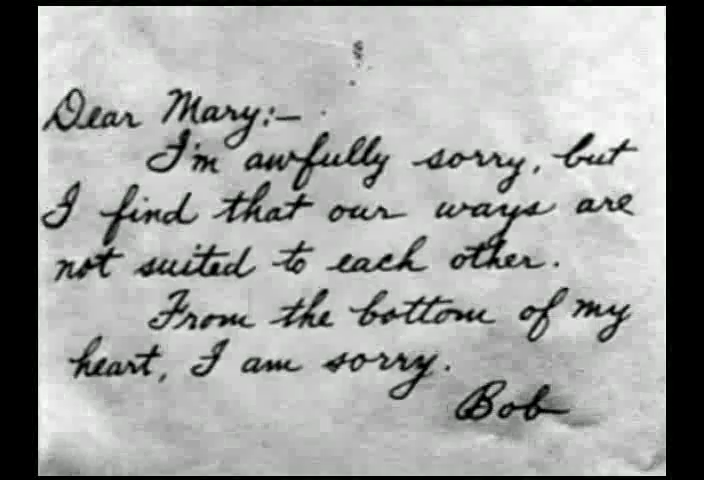 Dear Mary:—
I'm awfully sorry, but
I find that our ways are
not suited to each other.
From the bottom of my
heart, I am sorry.
Bob